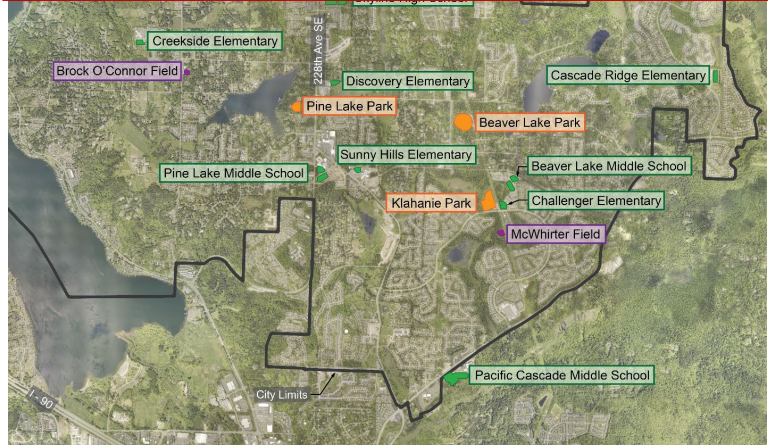 228th Ave SE
Creekside Elementary
Brock O'Connor Field
Discovery Elementary
Cascade Ridge Elementary
Pine Lake Park
Beaver Lake Park
Sunny Hills Elementary
Pine Lake Middle School
Beaver Lake Middle School
Klahanie Park
Challenger Elementary
McWhirter Field
Pacific Cascade Middle School
City Limits
I - 90